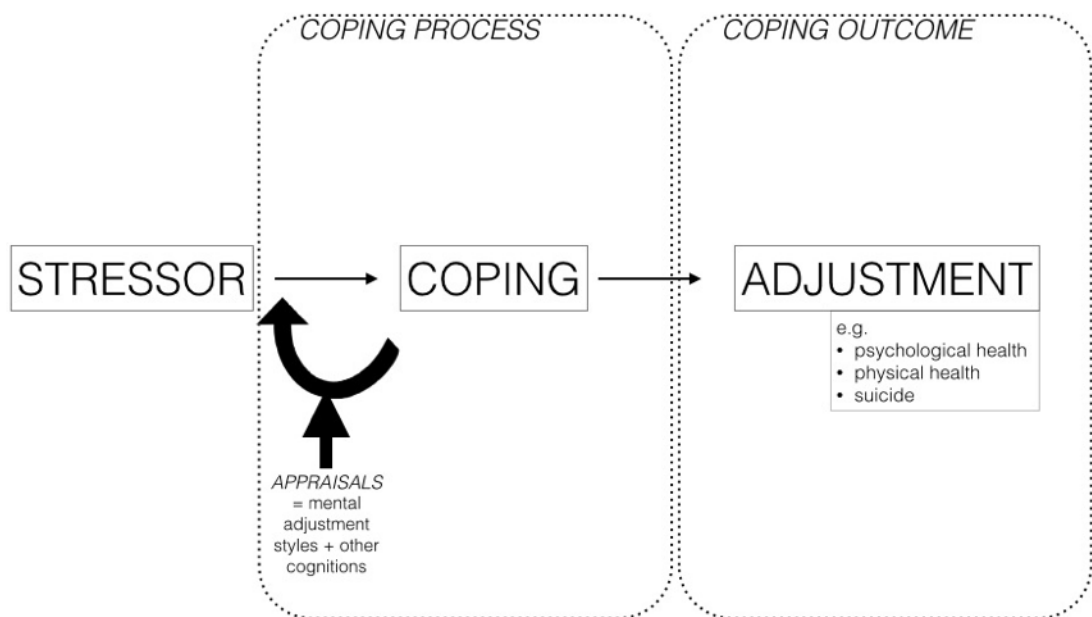 COPING PROCESS
COPING OUTCOME
STRESSOR
COPING
ADJUSTMENT
e.g.
• psychological health
• physical health
• suicide
APPRAISALS
= mental
adjustment
styles + other
cognitions